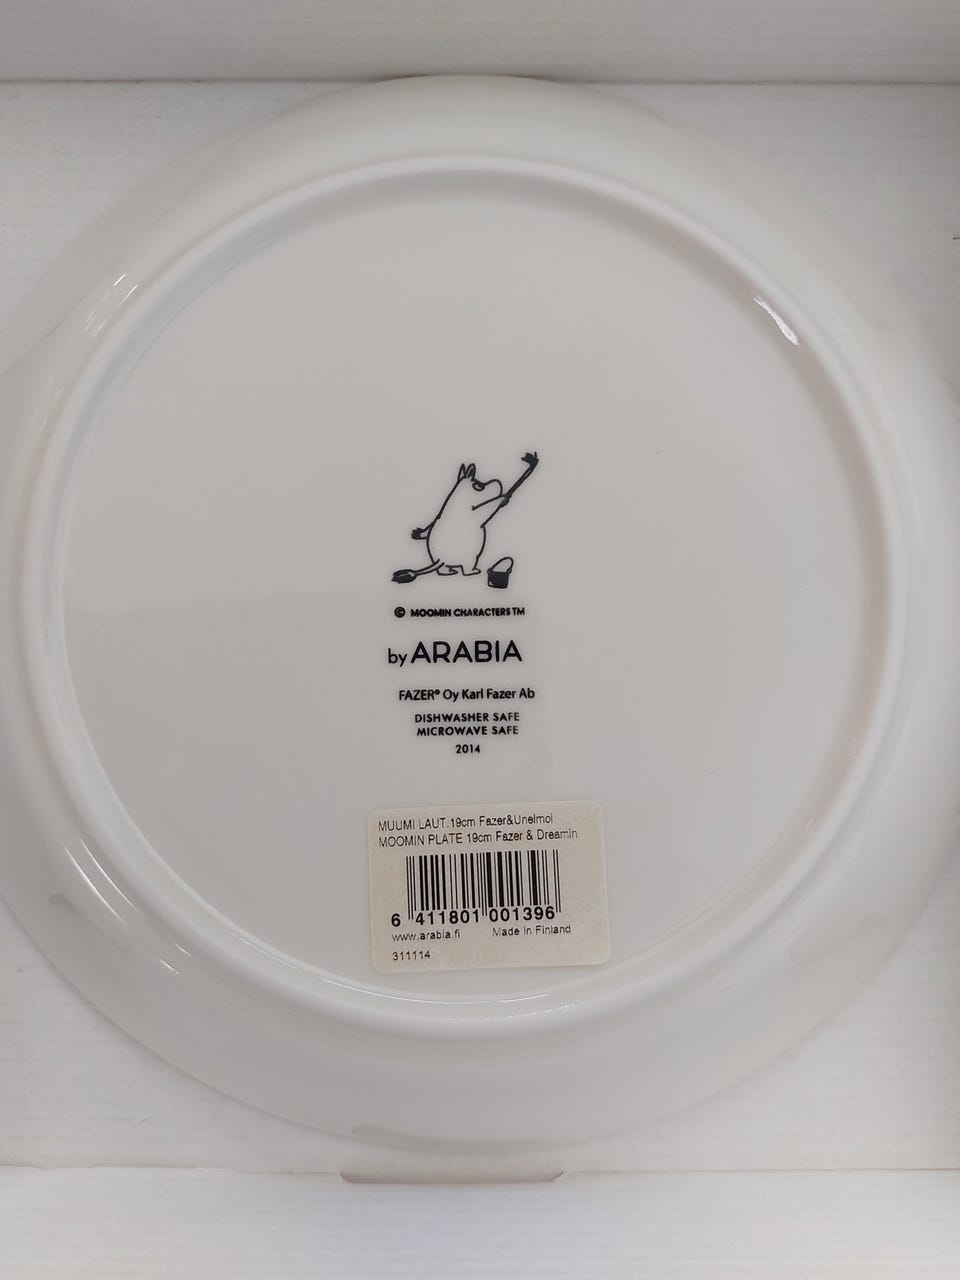 © MOOMIN CHARACTERS TM
by ARABIA
FAZER® Oy Karl Fazer Ab
DISHWASHER SAFE
MICROWAVE SAFE
2014
MUUMI LAUT.19cm Fazer&Unelmoi
MOOMIN PLATE 19cm Fazer & Dreamin
6 411801 001396
www.arabia.fi Made in Finland
311114